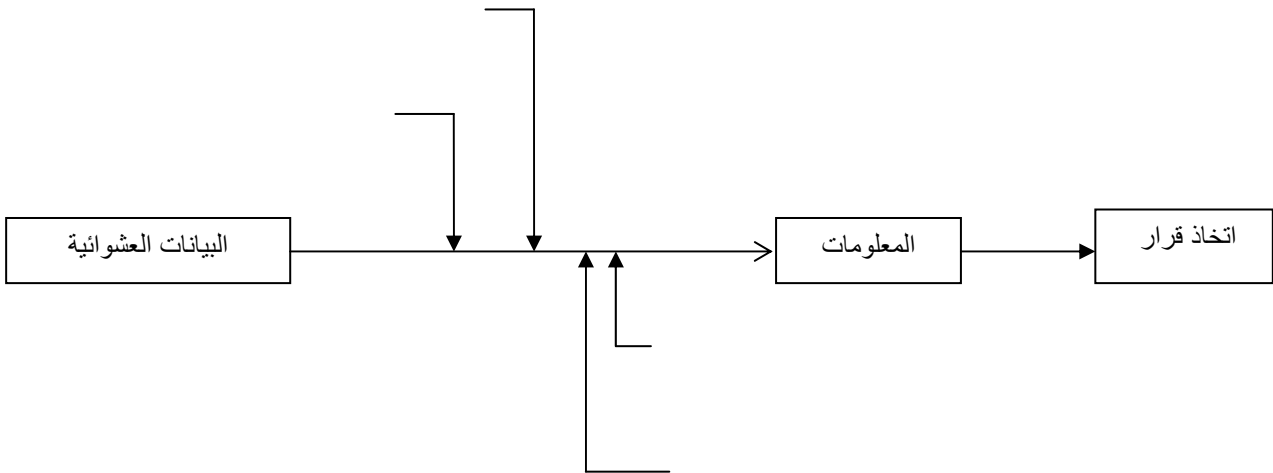 البيانات العشوائية
المعلومات
اتخاذ قرار